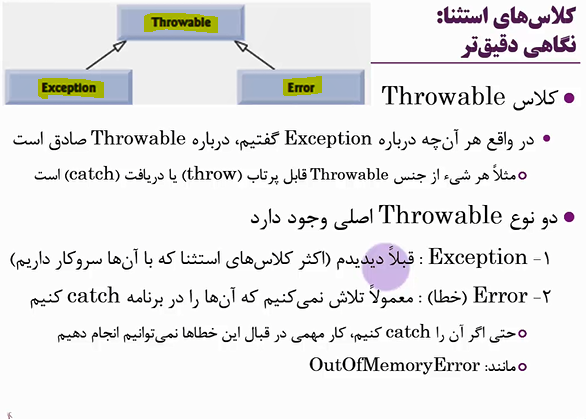 کلاس‌های استثنا:
نگاهی دقیق‌تر
Throwable
Exception
Error
کلاس Throwable
در واقع هر آن‌چه درباره Exception گفتیم، درباره Throwable صادق است
مثلاً هر شیء از جنس Throwable قابل پرتاب (throw) یا دریافت (catch) است
دو نوع Throwable اصلی وجود دارد
۱- Exception : قبلاً دیدیدم (اکثر کلاس‌های استثنا که با آن‌ها سروکار داریم)
۲- Error (خطا) : معمولاً تلاش نمی‌کنیم که آن‌ها را در برنامه catch کنیم
حتی اگر آن را catch کنیم، کار مهمی در قبال این خطاها نمی‌توانیم انجام دهیم
مانند: OutOfMemoryError